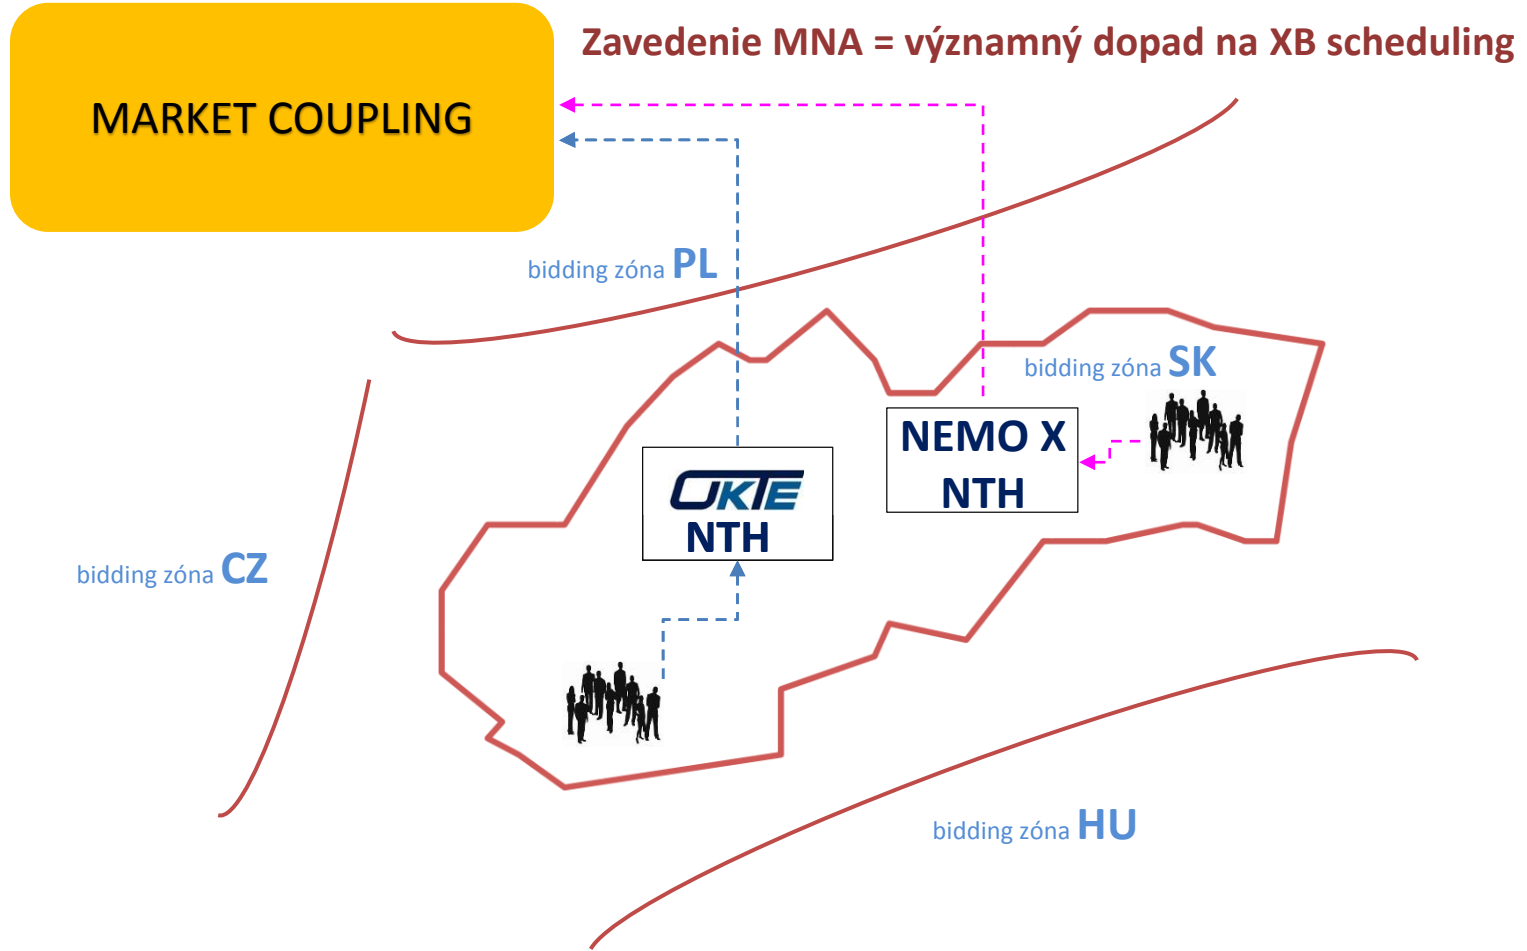 Zavedenie MNA = významný dopad na XB scheduling
MARKET COUPLING
bidding zóna PL
bidding zóna SK
NEMO X
NTH
OKTE
NTH
bidding zóna CZ
bidding zóna HU